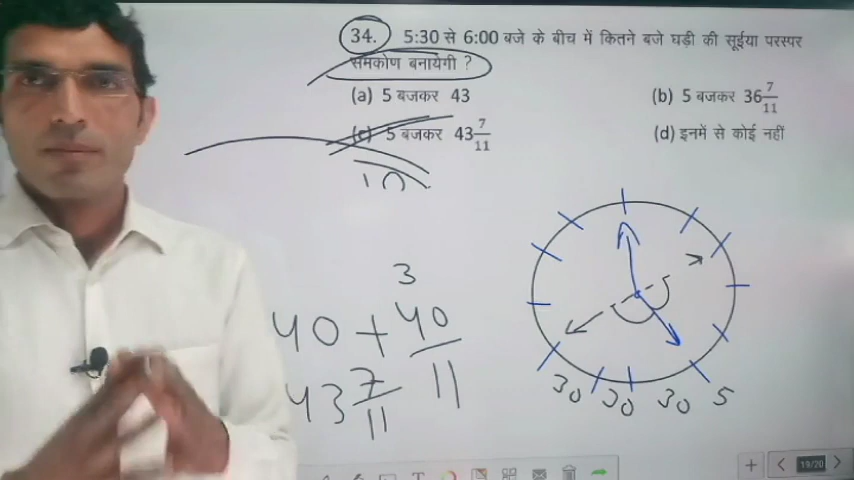 34. 5:30 से 6:00 बजे के बीच में कितने बजे घड़ी की सूईया परस्पर
समकोण बनायेगी ?
(a) 5 बजकर 43
(b) 5 बजकर 36 7/11
(c) 5 बजकर 43 7/11
(d) इनमें से कोई नहीं
3
40 + 40/11
43 7/11
30 30 30 5
19/20